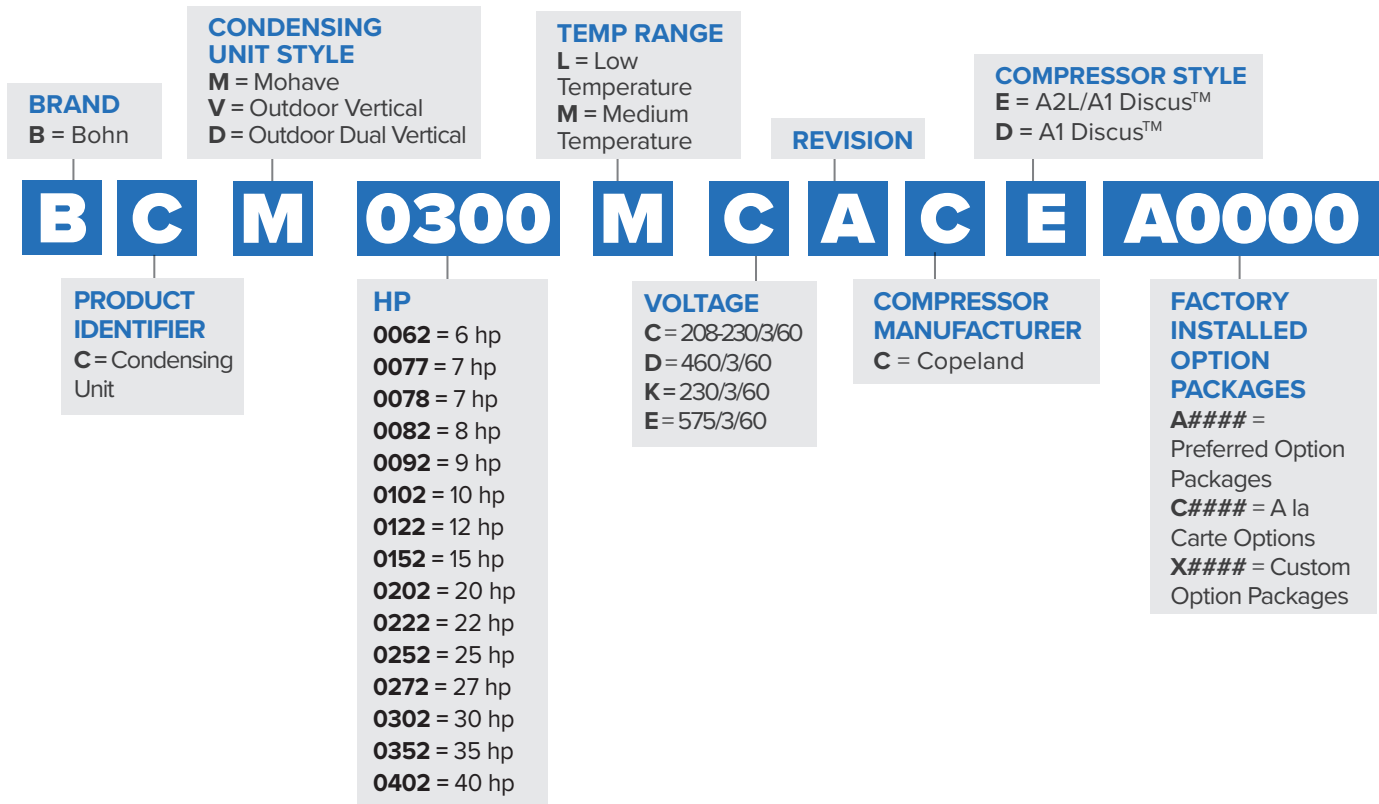 BRAND
B = Bohn
CONDENSING
UNIT STYLE
M = Mohave
V = Outdoor Vertical
D = Outdoor Dual Vertical
TEMP RANGE
L = Low
Temperature
M = Medium
Temperature
REVISION
COMPRESSOR STYLE
E = A2L/A1 Discus™
D = A1 Discus™
B C M 0300 M C A C E A0000
PRODUCT
IDENTIFIER
C = Condensing
Unit
HP
0062 = 6 hp
0077 = 7 hp
0078 = 7 hp
0082 = 8 hp
0092 = 9 hp
0102 = 10 hp
0122 = 12 hp
0152 = 15 hp
0202 = 20 hp
0222 = 22 hp
0252 = 25 hp
0272 = 27 hp
0302 = 30 hp
0352 = 35 hp
0402 = 40 hp
VOLTAGE
C = 208-230/3/60
D = 460/3/60
K = 230/3/60
E = 575/3/60
COMPRESSOR
MANUFACTURER
C = Copeland
FACTORY
INSTALLED
OPTION
PACKAGES
A#### =
Preferred Option
Packages
C#### = A la
Carte Options
X#### = Custom
Option Packages